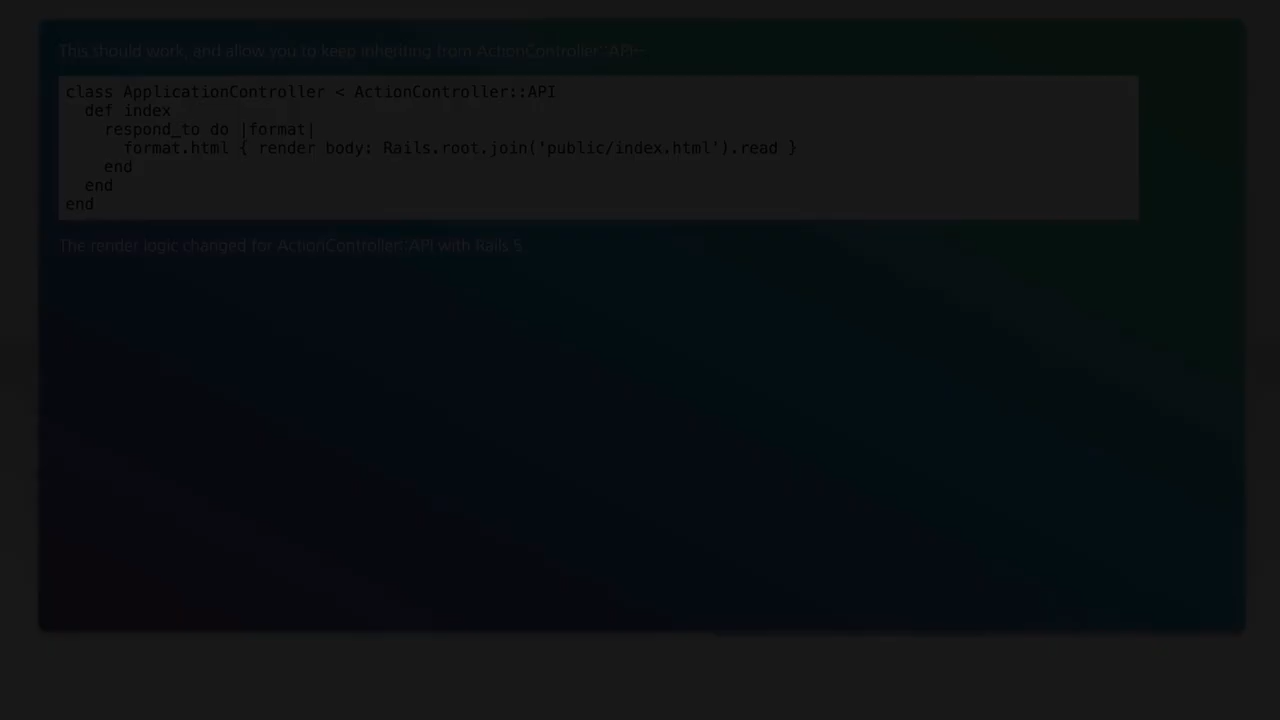 This should work, and allow you to keep inheriting from ActionController::API--
class ApplicationController < ActionController::API
  def index
    respond_to do |format|
      format.html { render body: Rails.root.join('public/index.html').read }
    end
  end
end
The render logic changed for ActionController::API with Rails 5.